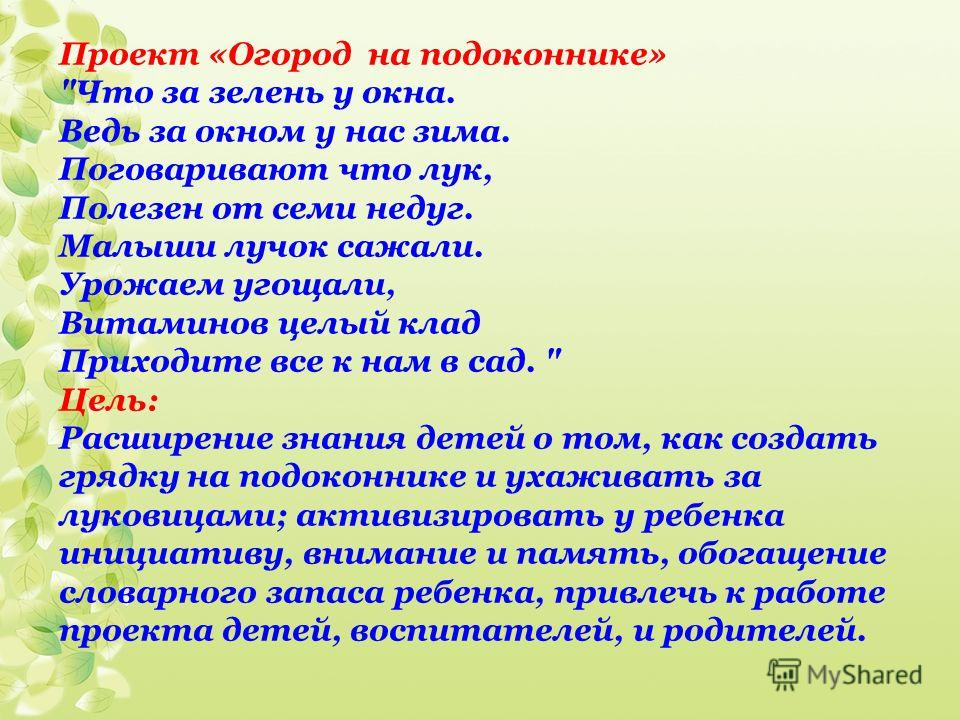 Проект «Огород на подоконнике»
"Что за зелень у окна.
Ведь за окном у нас зима.
Поговаривают что лук,
Полезен от семи недуг.
Малыши лучок сажали.
Урожаем угощали,
Витаминов целый клад
Приходите все к нам в сад. "
Цель:
Расширение знания детей о том, как создать
грядку на подоконнике и ухаживать за
луковицами; активизировать у ребенка
инициативу, внимание и память, обогащение
словарного запаса ребенка, привлечь к работе
проекта детей, воспитателей, и родителей.
MyShared